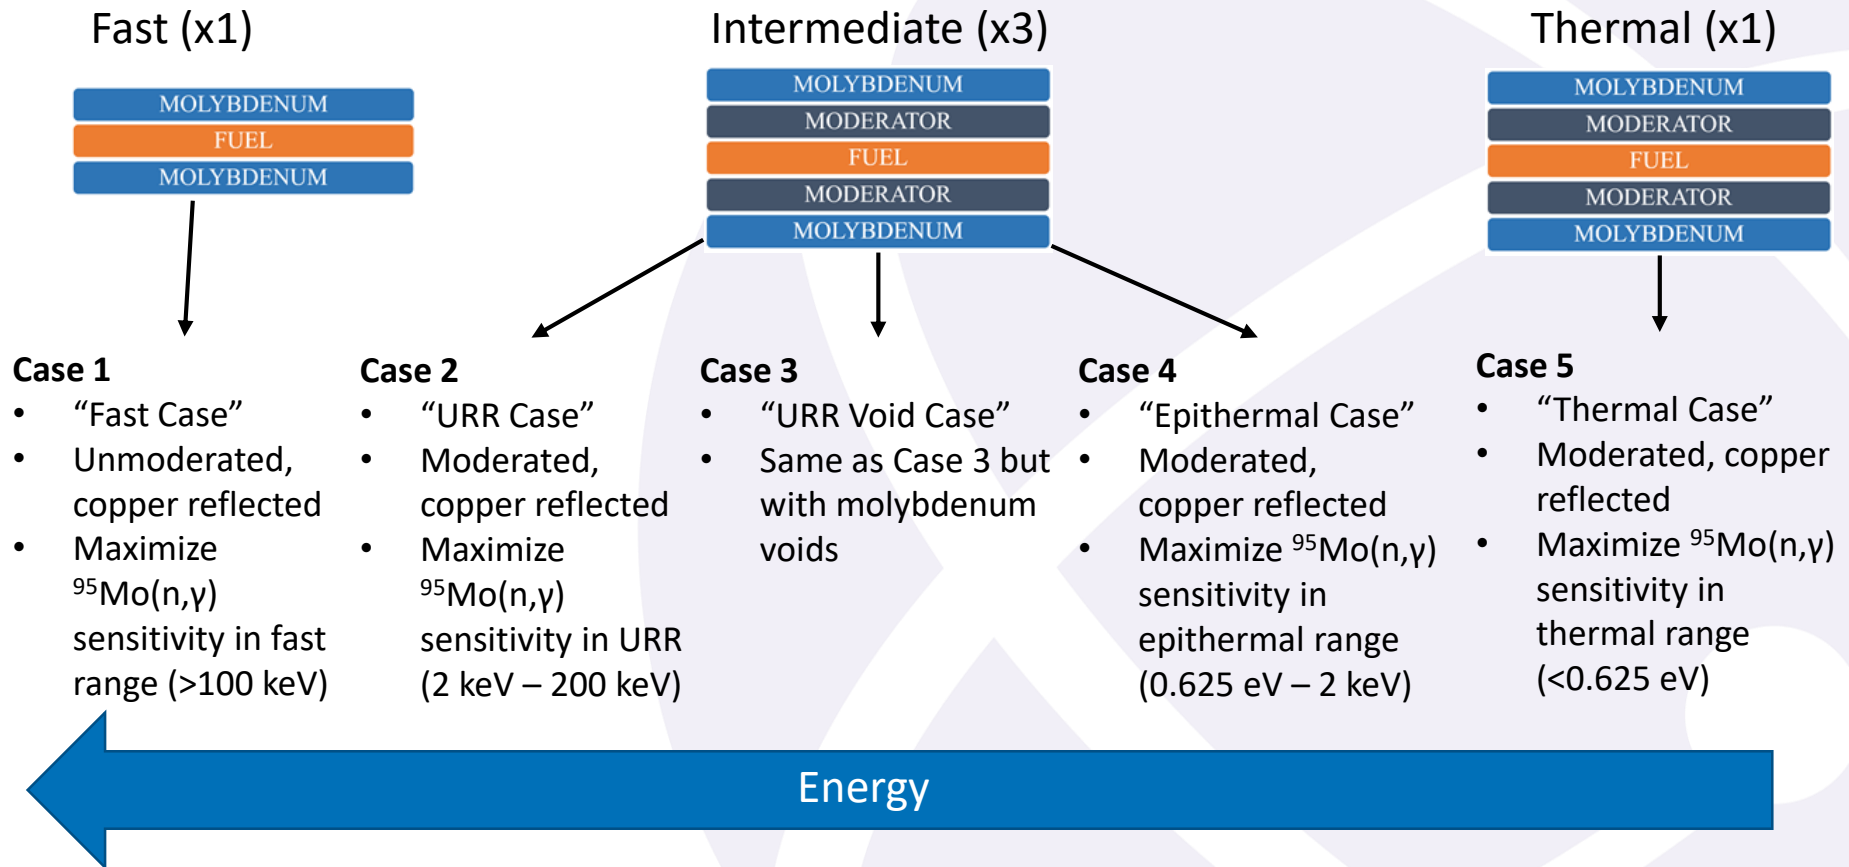 Fast (x1)
MOLYBDENUM
FUEL
MOLYBDENUM
Intermediate (x3)
MOLYBDENUM
MODERATOR
FUEL
MODERATOR
MOLYBDENUM
Thermal (x1)
MOLYBDENUM
MODERATOR
FUEL
MODERATOR
MOLYBDENUM
Case 1
• “Fast Case”
• Unmoderated,
copper reflected
• Maximize
⁹⁵Mo(n,γ)
sensitivity in fast
range (>100 keV)
Case 2
• “URR Case”
• Moderated,
copper reflected
• Maximize
⁹⁵Mo(n,γ)
sensitivity in URR
(2 keV – 200 keV)
Case 3
• “URR Void Case”
• Same as Case 3 but
with molybdenum
voids
Case 4
• “Epithermal Case”
• Moderated,
copper reflected
• Maximize ⁹⁵Mo(n,γ)
sensitivity in
epithermal range
(0.625 eV – 2 keV)
Case 5
• “Thermal Case”
• Moderated, copper
reflected
• Maximize ⁹⁵Mo(n,γ)
sensitivity in
thermal range
(<0.625 eV)
Energy